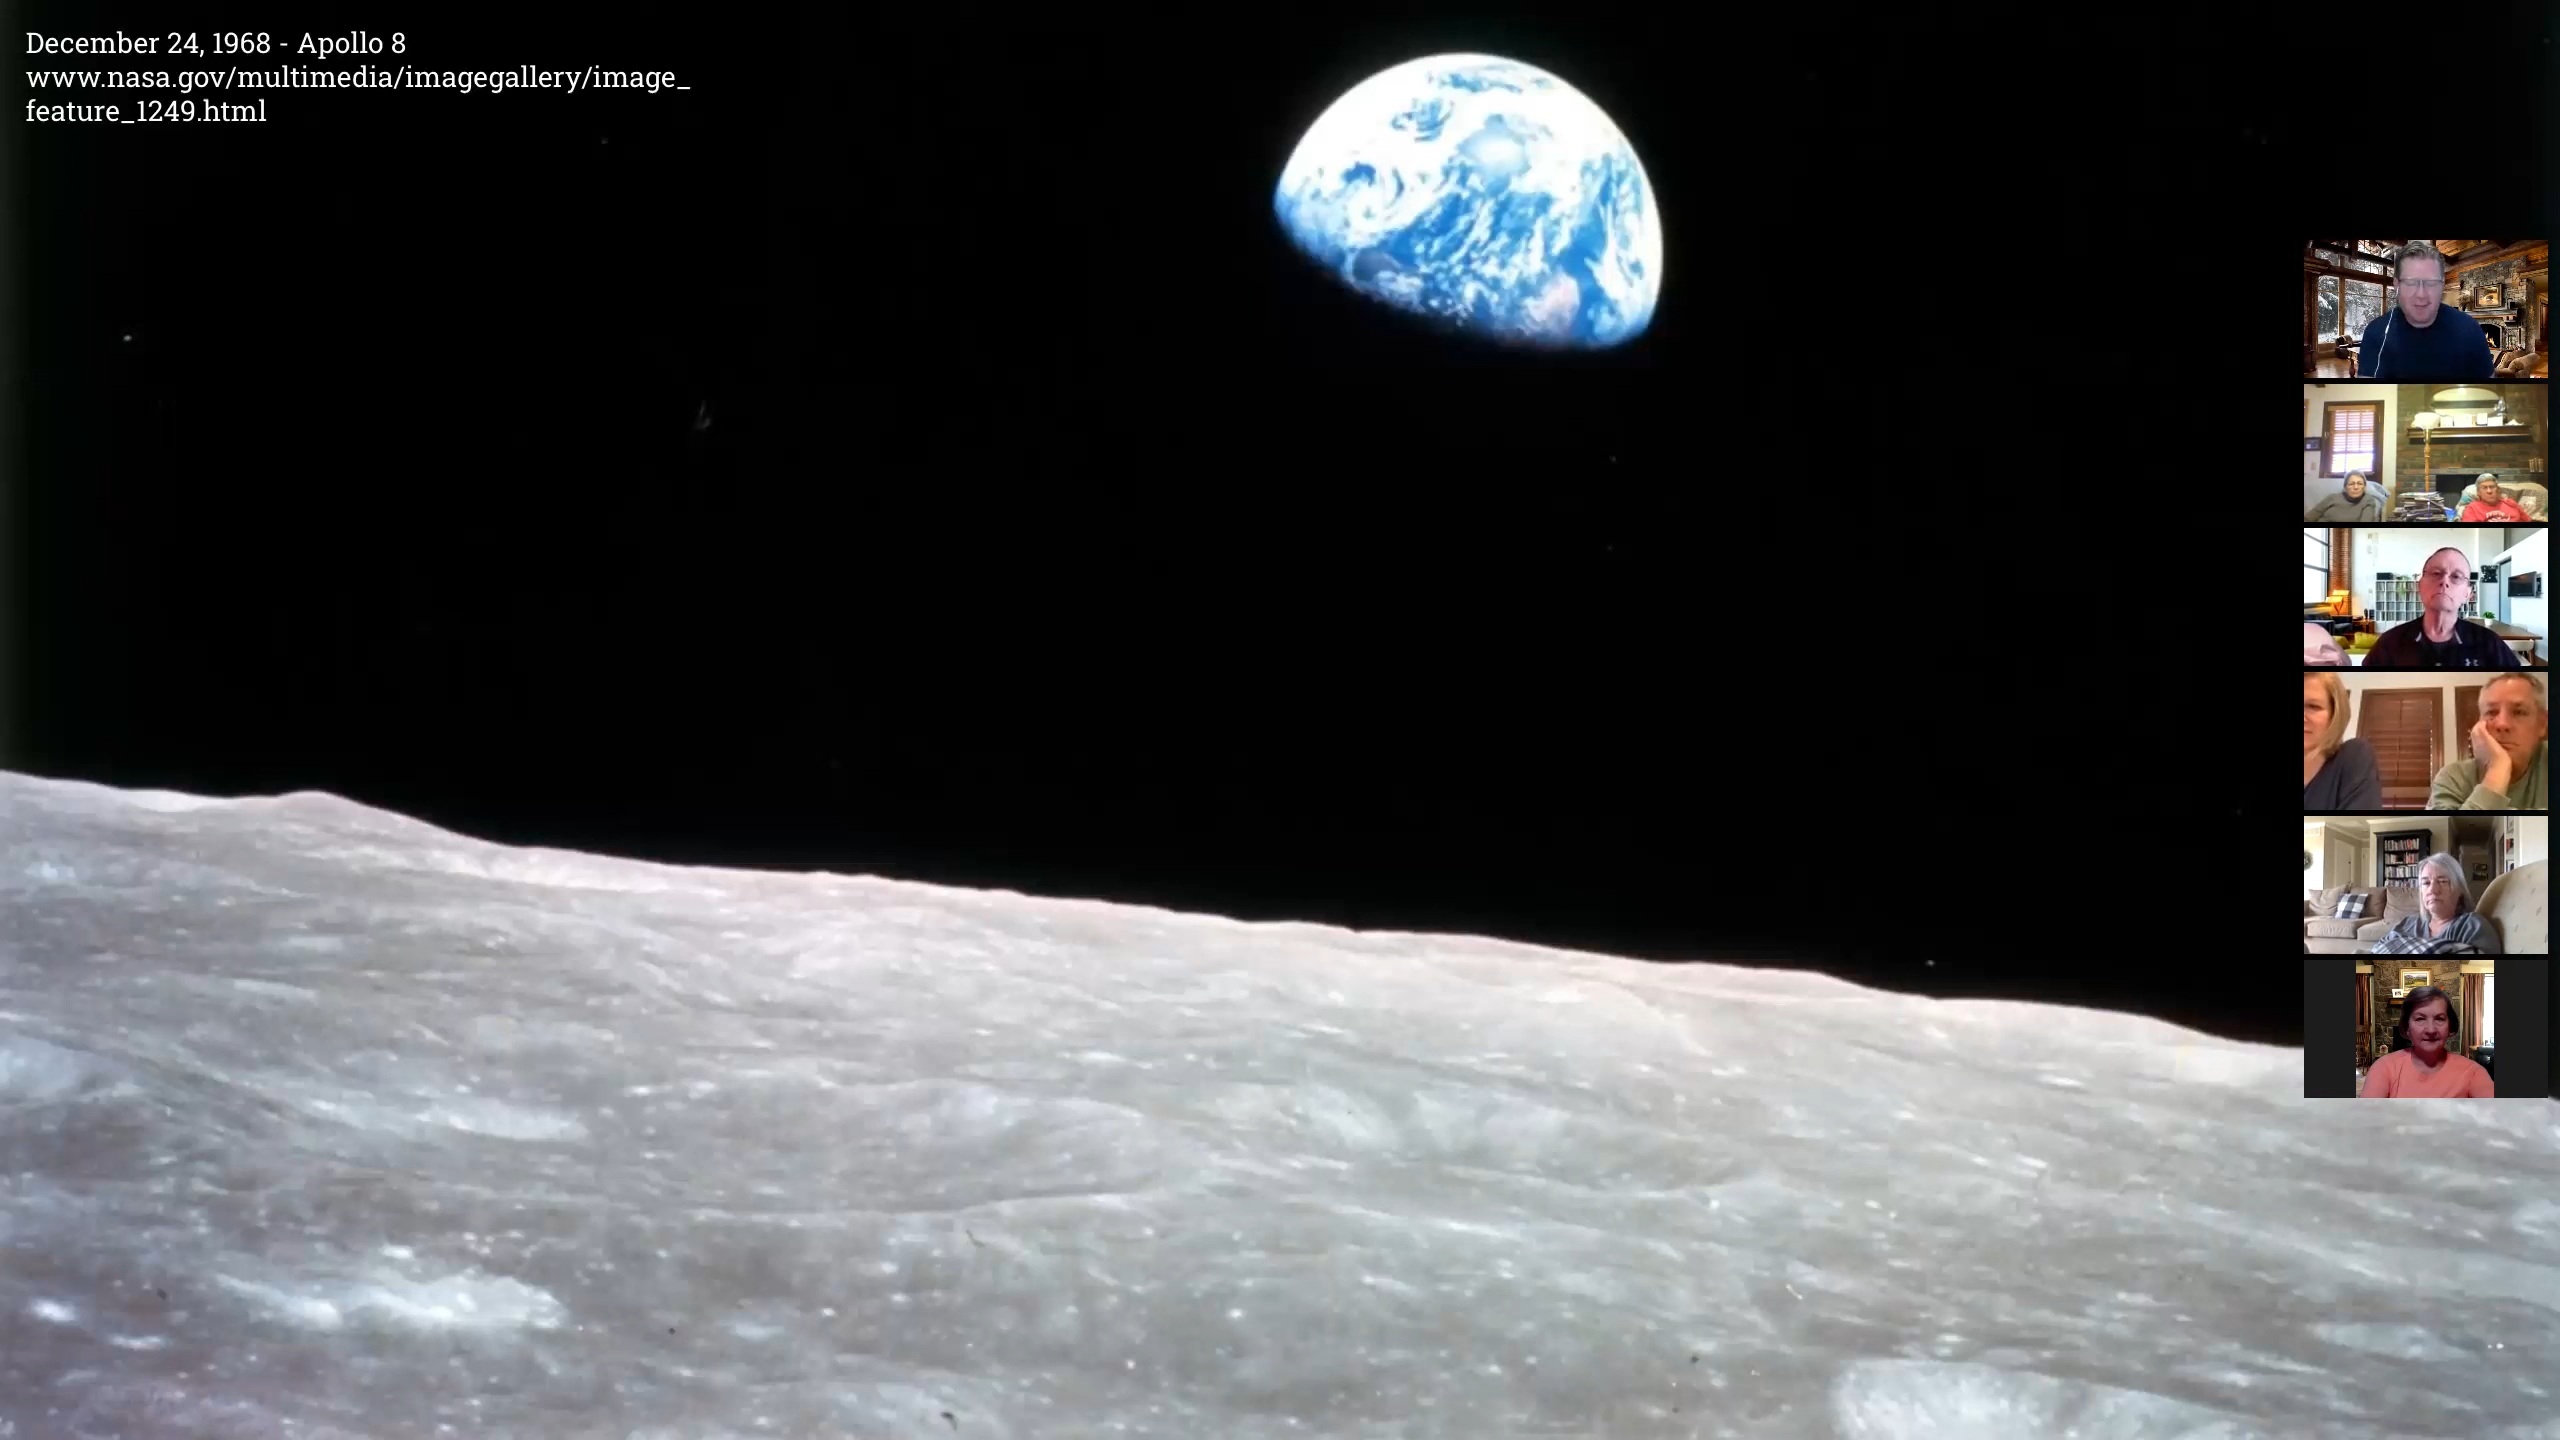 December 24, 1968 - Apollo 8
www.nasa.gov/multimedia/imagegallery/image_
feature_1249.html